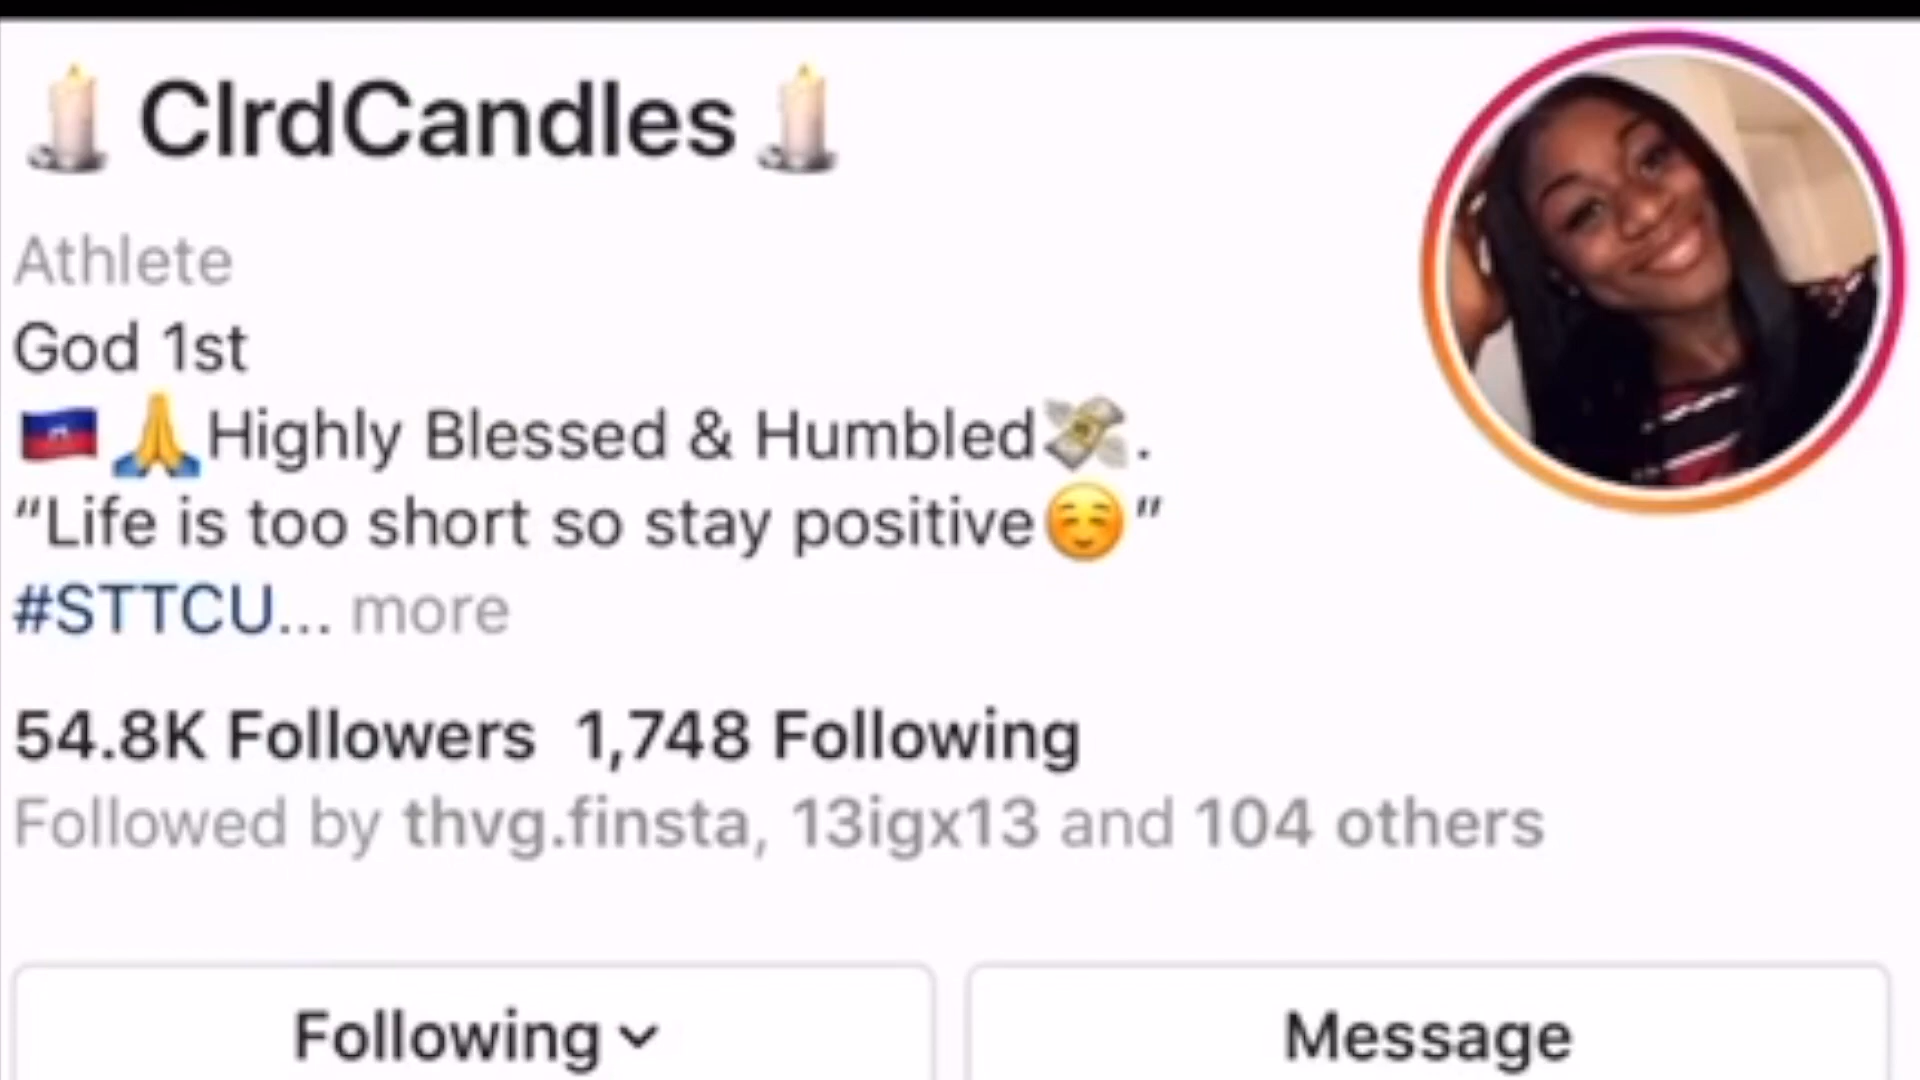 🕯️ClrdCandles🕯️
Athlete
God 1st
🇭🇹🙏Highly Blessed & Humbled💸.
“Life is too short so stay positive☺️”
#STTCU... more
54.8K Followers 1,748 Following
Followed by thvg.finsta, 13igx13 and 104 others
Following Message